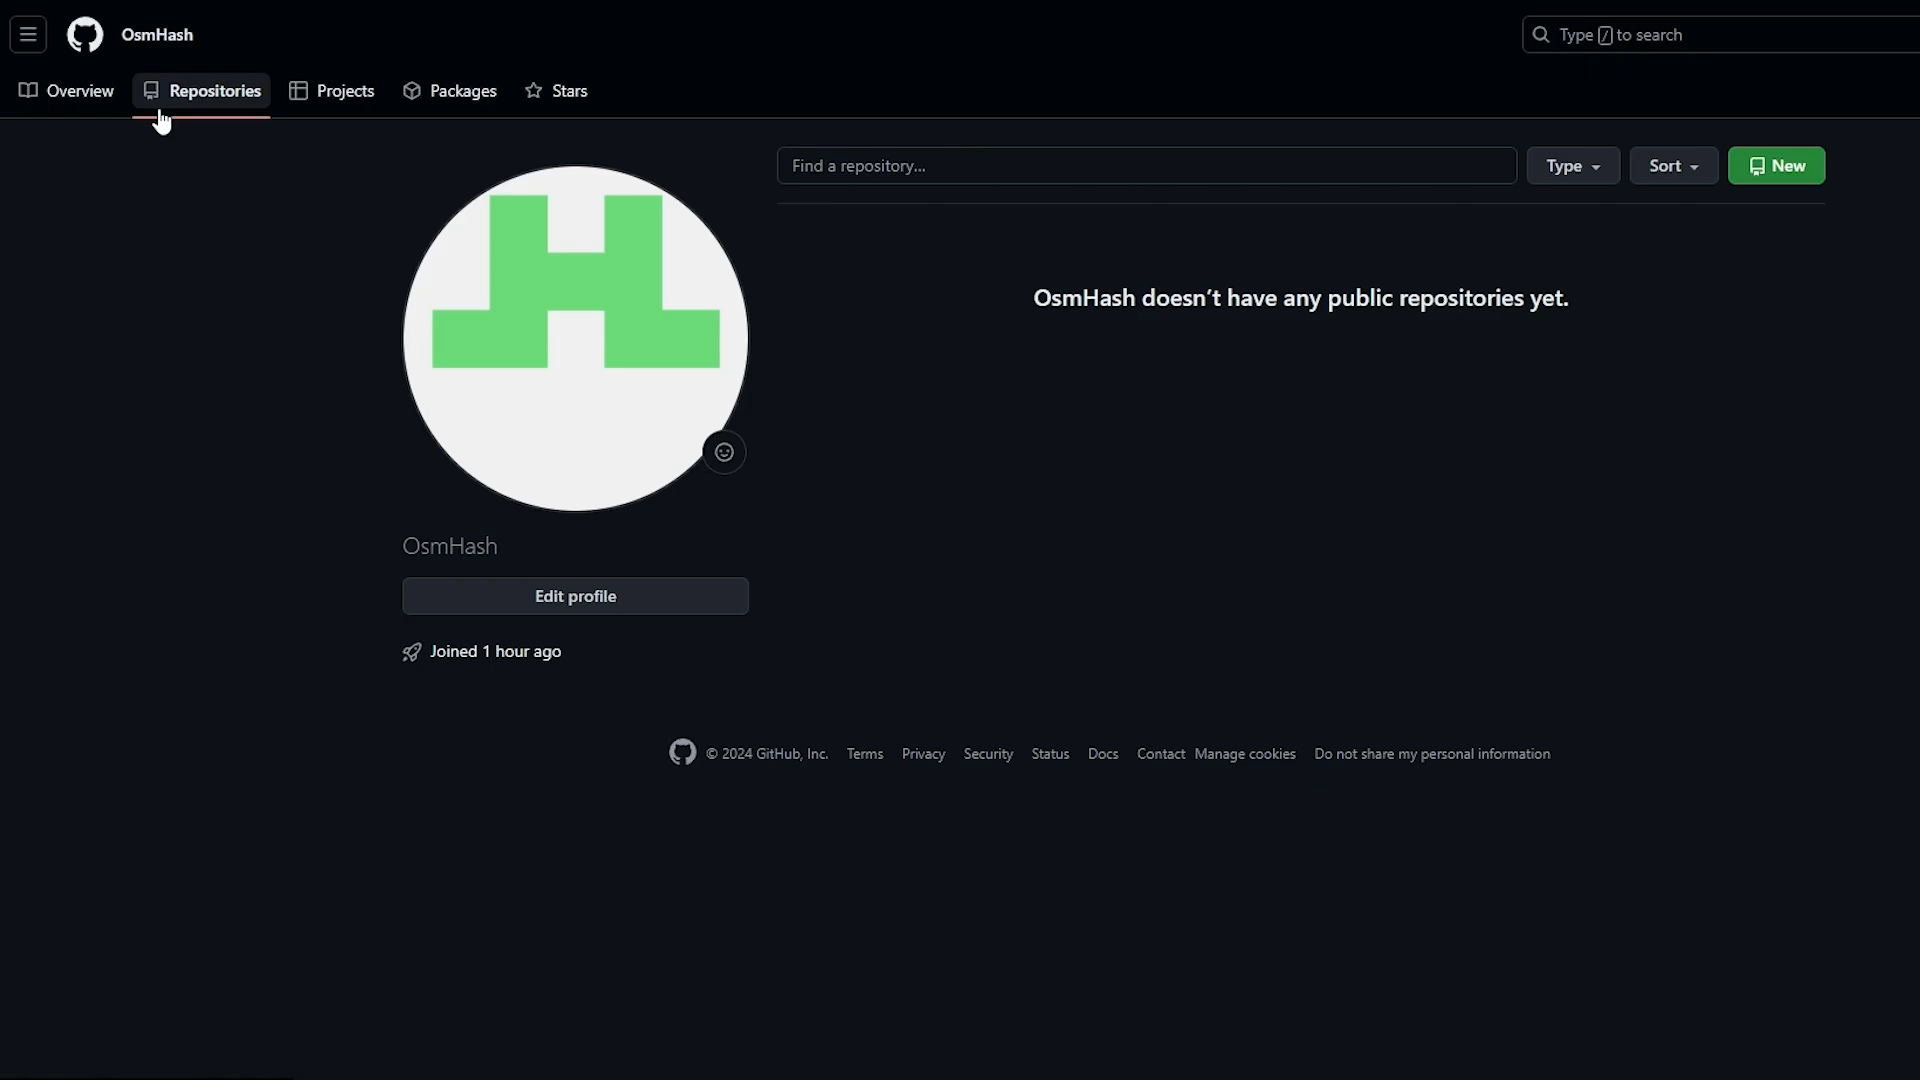 OsmHash
Type / to search
Overview Repositories Projects Packages Stars
Find a repository... Type Sort New
OsmHash doesn't have any public repositories yet.
OsmHash
Edit profile
Joined 1 hour ago
© 2024 GitHub, Inc. Terms Privacy Security Status Docs Contact Manage cookies Do not share my personal information